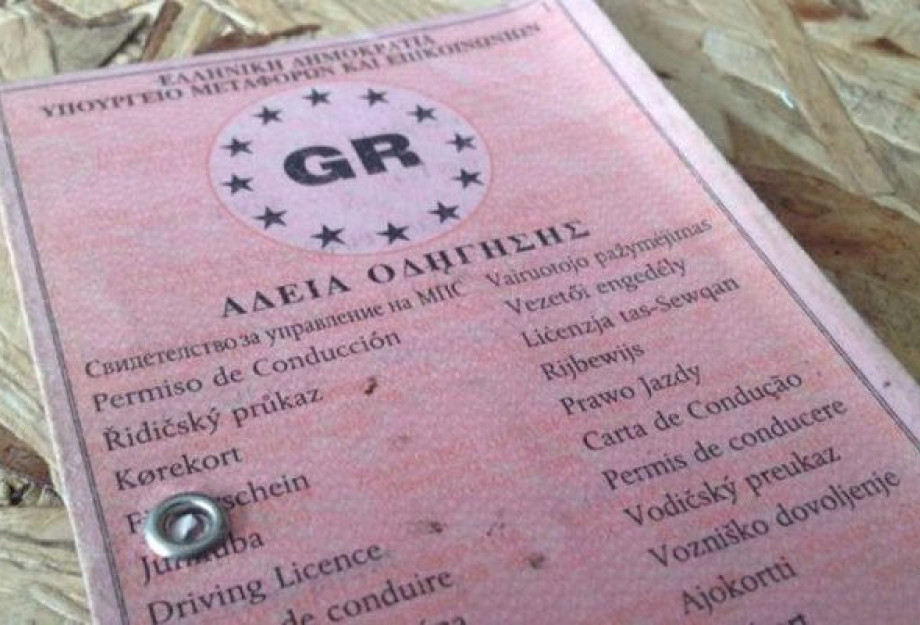 ΕΛΛΗΝΙΚΗ ΔΗΜΟΚΡΑΤΙΑ
ΥΠΟΥΡΓΕΙΟ ΜΕΤΑΦΟΡΩΝ ΚΑΙ ΕΠΙΚΟΙΝΩΝΙΩΝ
GR
ΑΔΕΙΑ ΟΔΗΓΗΣΗΣ
Свидетелство за управление на МПС
Permiso de Conducción
Řidičský průkaz
Kørekort
Driving Licence
de conduire
Vairuotojo pažymėjimas
Vezetői engedély
Liċenzja tas-Sewqan
Rijbewijs
Prawo Jazdy
Carta de Condução
Permis de conducere
Vodičský preukaz
Vozniško dovoljenje
Ajokortti